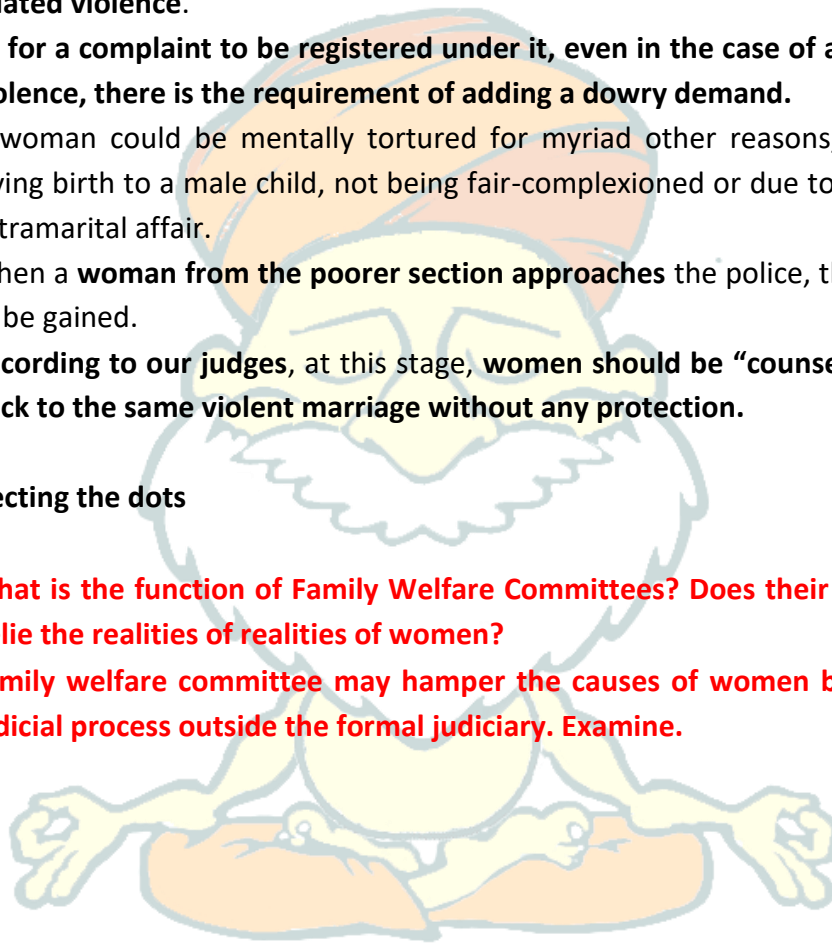 lated violence.
for a complaint to be registered under it, even in the case of a
olence, there is the requirement of adding a dowry demand.
woman could be mentally tortured for myriad other reasons,
ving birth to a male child, not being fair-complexioned or due to
tramarital affair.
hen a woman from the poorer section approaches the police, th
be gained.
cording to our judges, at this stage, women should be “counse
ck to the same violent marriage without any protection.
ecting the dots
hat is the function of Family Welfare Committees? Does their
lie the realities of realities of women?
mily welfare committee may hamper the causes of women b
dicial process outside the formal judiciary. Examine.